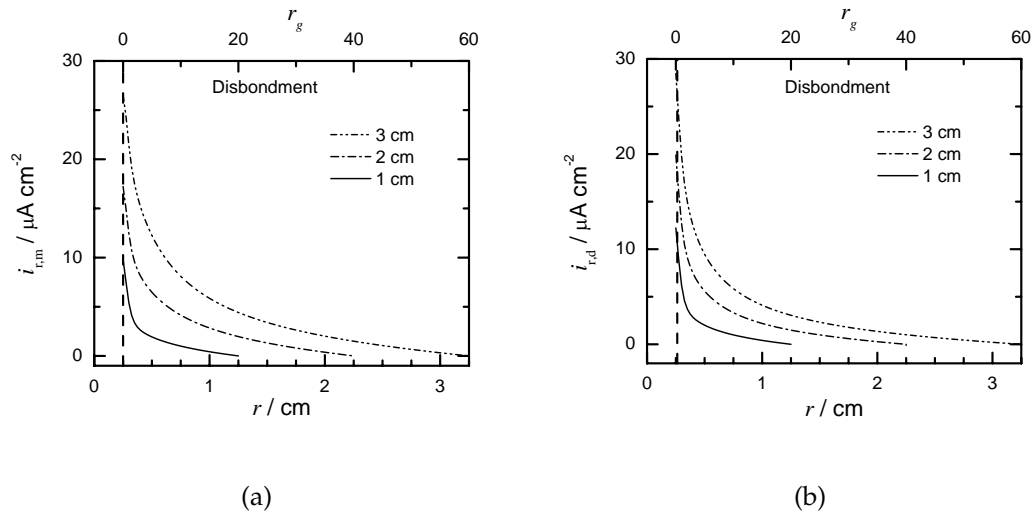 r_g
0 20 40 60
30
20
10
0
i_{r,m} / μA cm^{-2}
Disbondment
3 cm
2 cm
1 cm
0 1 2 3
r / cm
(a)
r_g
0 20 40 60
30
20
10
0
i_{r,d} / μA cm^{-2}
Disbondment
3 cm
2 cm
1 cm
0 1 2 3
r / cm
(b)